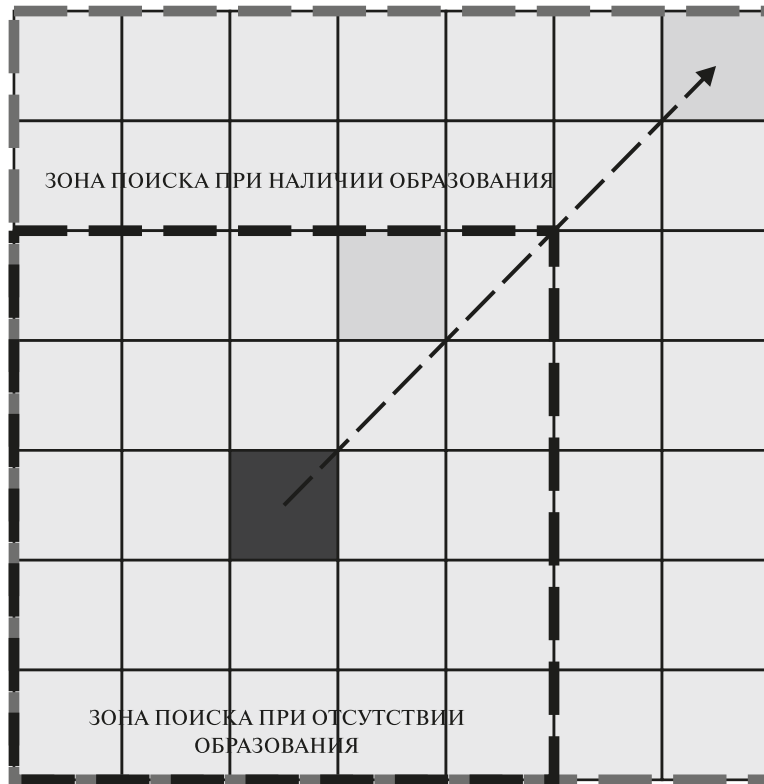 ЗОНА ПОИСКА ПРИ НАЛИЧИИ ОБРАЗОВАНИЯ
ЗОНА ПОИСКА ПРИ ОТСУТСТВИИ
ОБРАЗОВАНИЯ